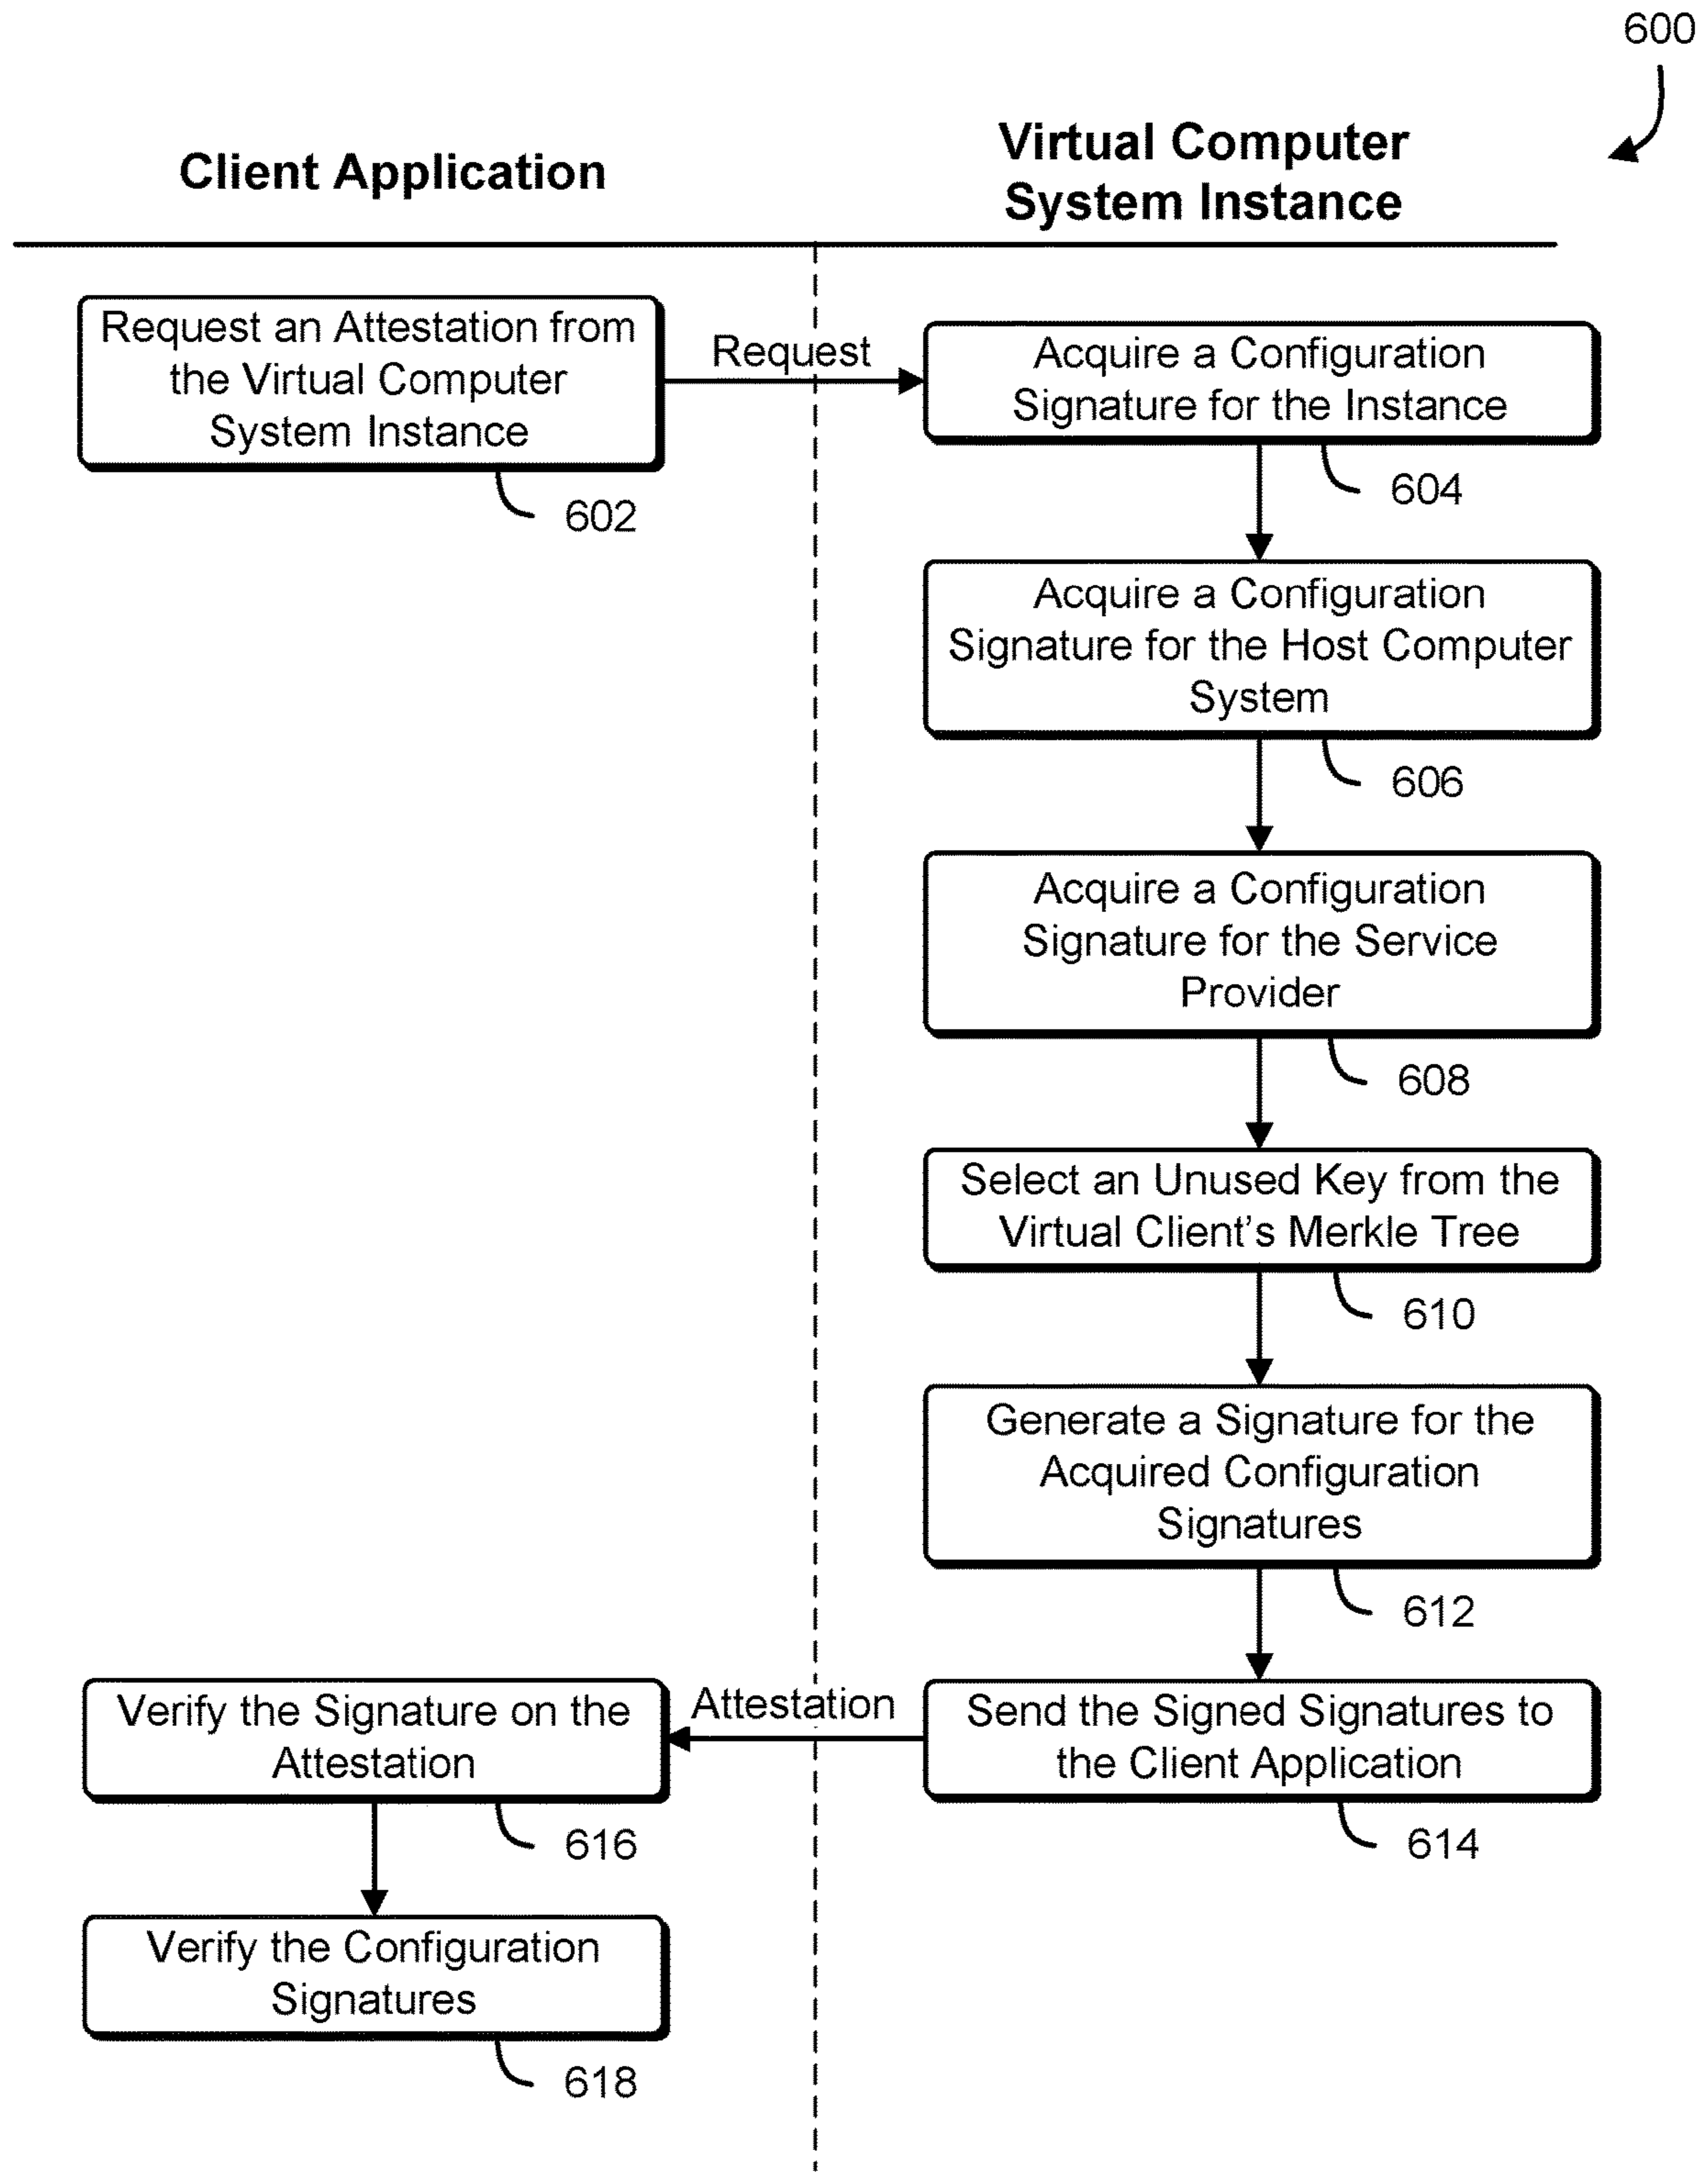 600
Client Application
Virtual Computer
System Instance
Request an Attestation from
the Virtual Computer
System Instance
602
Request
Acquire a Configuration
Signature for the Instance
604
Acquire a Configuration
Signature for the Host Computer
System
606
Acquire a Configuration
Signature for the Service
Provider
608
Select an Unused Key from the
Virtual Client's Merkle Tree
610
Generate a Signature for the
Acquired Configuration
Signatures
612
Send the Signed Signatures to
the Client Application
614
Attestation
Verify the Signature on the
Attestation
616
Verify the Configuration
Signatures
618